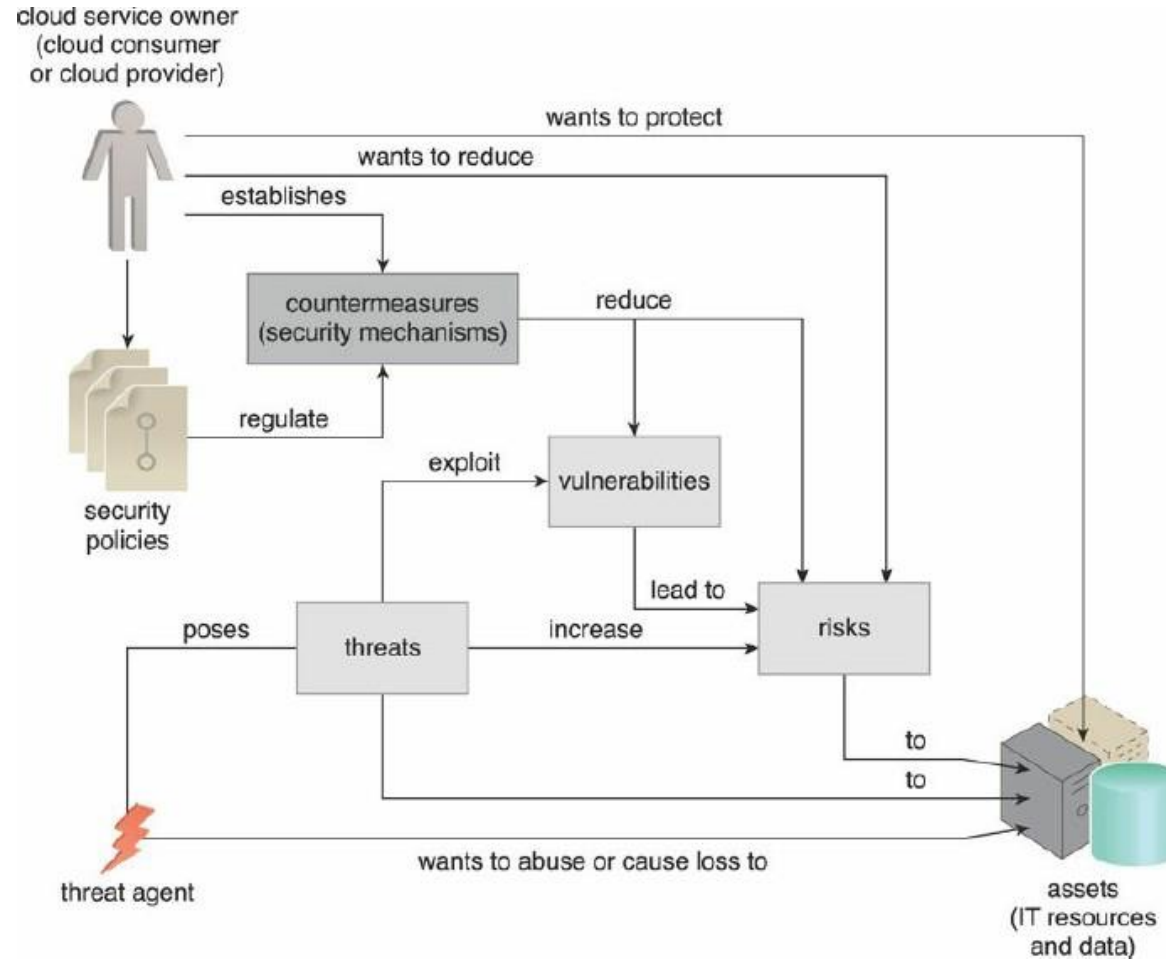 cloud service owner
(cloud consumer
or cloud provider)
wants to protect
wants to reduce
establishes
countermeasures
(security mechanisms)
reduce
regulate
security
policies
exploit
vulnerabilities
lead to
poses
threats
increase
risks
to
to
wants to abuse or cause loss to
threat agent
assets
(IT resources
and data)